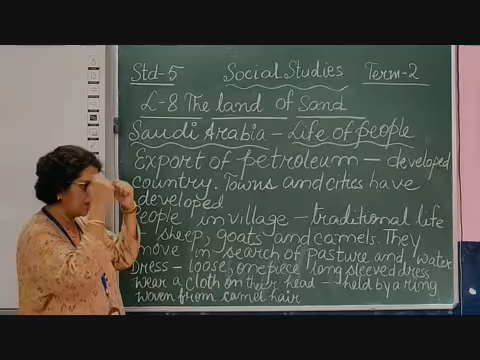 Std-5 Social Studies Term-2
L-8 The land of Sand
Saudi Arabia - Life of people
Export of petroleum - developed
country. Towns and cities have
developed
People in village - traditional life
- sheep, goats and camels. They
move in search of pasture and water
Dress - loose, one piece long sleeved dress
Wear a cloth on their head - held by a ring
woven from camel hair